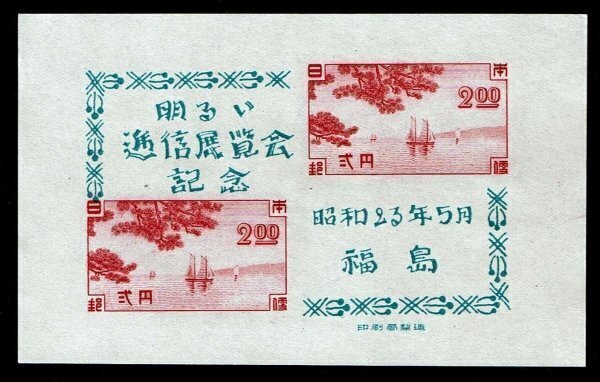 明るい
逓信展覧会
記念
日本
2.00
弐円
郵便
日本
2.00
弐円
郵便
昭和23年5月
福島
印刷局製造